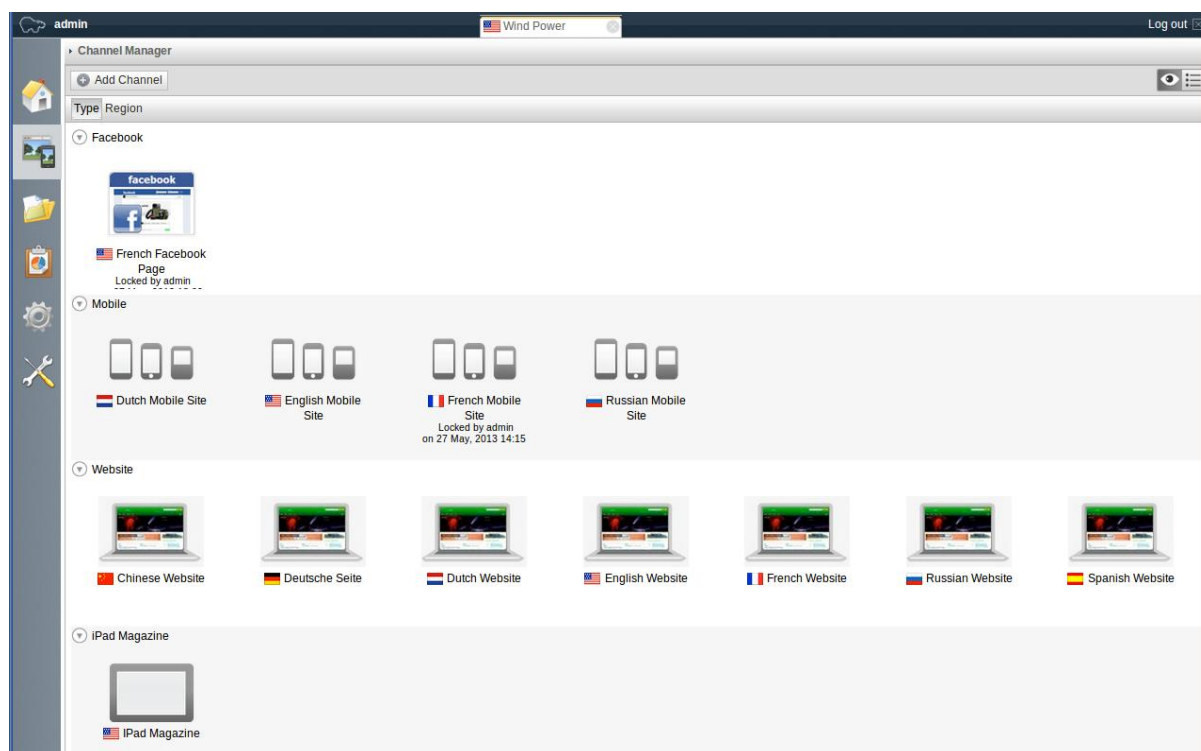 admin
Wind Power
Log out
Channel Manager
Add Channel
Type Region
Facebook
facebook
French Facebook
Page
Locked by admin
Mobile
Dutch Mobile Site
English Mobile
Site
French Mobile
Site
Locked by admin
on 27 May, 2013 14:15
Russian Mobile
Site
Website
Chinese Website
Deutsche Seite
Dutch Website
English Website
French Website
Russian Website
Spanish Website
iPad Magazine
IPad Magazine